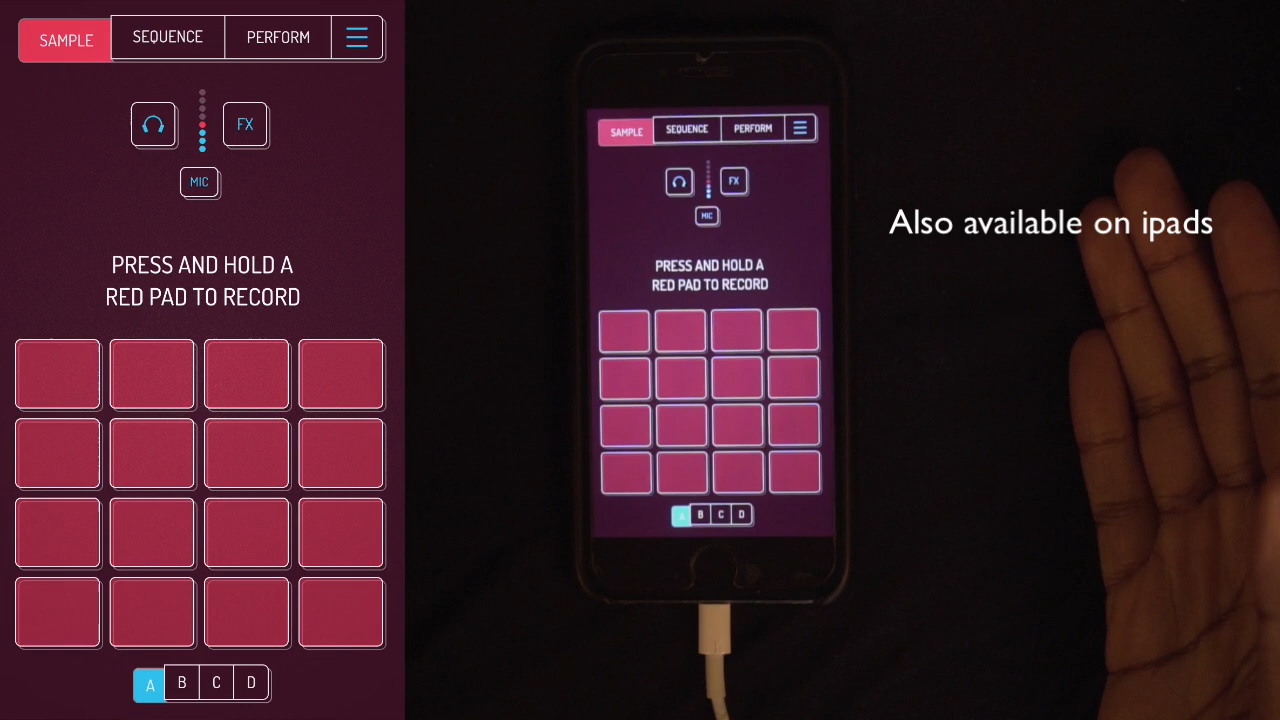 SAMPLE SEQUENCE PERFORM
FX
MIC
PRESS AND HOLD A
RED PAD TO RECORD
A B C D
SAMPLE SEQUENCE PERFORM
FX
MIC
PRESS AND HOLD A
RED PAD TO RECORD
A B C D
Also available on ipads